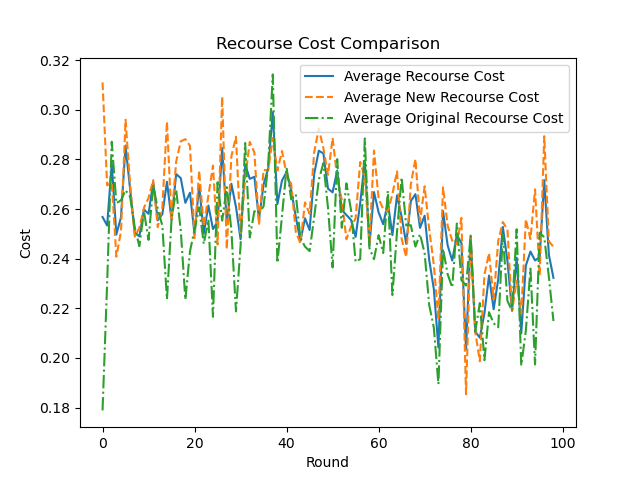 Recourse Cost Comparison
Average Recourse Cost
Average New Recourse Cost
Average Original Recourse Cost
Cost
0.32
0.30
0.28
0.26
0.24
0.22
0.20
0.18
0 20 40 60 80 100
Round